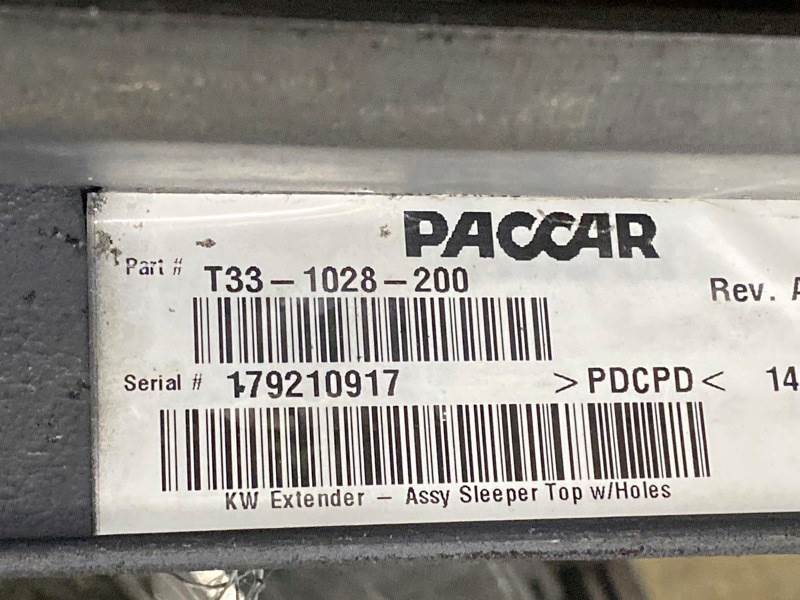 PACCAR
Part # T33-1028-200
Rev. A
Serial # 179210917 >PDCPD< 14
KW Extender - Assy Sleeper Top w/Holes